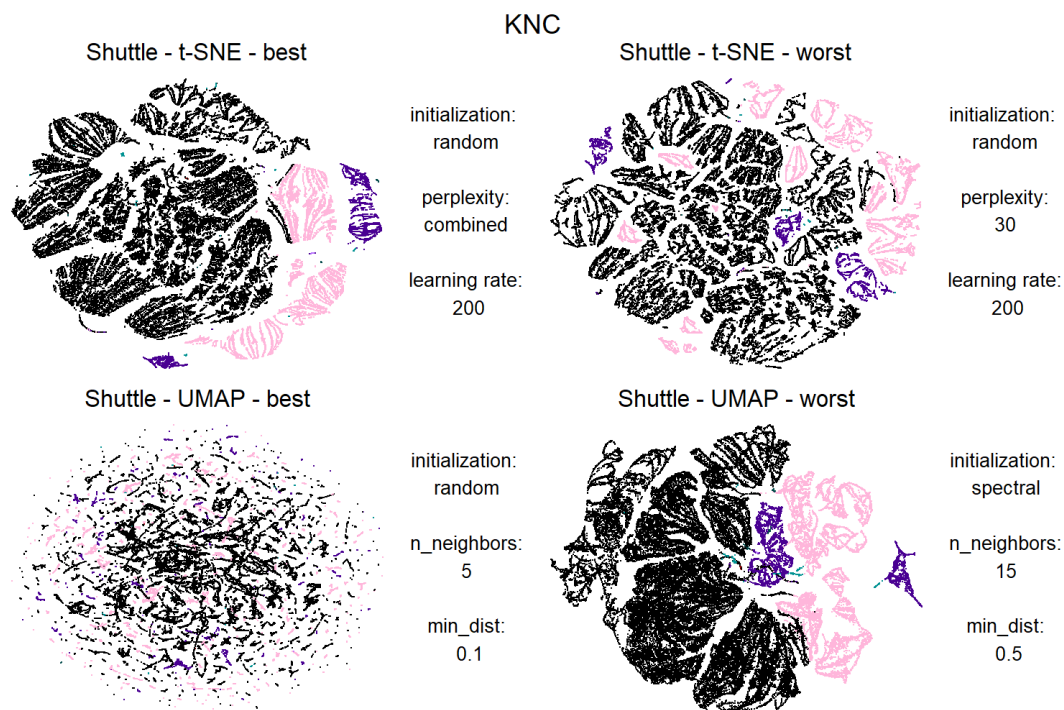 KNC
Shuttle - t-SNE - best
initialization:
random
perplexity:
combined
learning rate:
200
Shuttle - t-SNE - worst
initialization:
random
perplexity:
30
learning rate:
200
Shuttle - UMAP - best
initialization:
random
n_neighbors:
5
min_dist:
0.1
Shuttle - UMAP - worst
initialization:
spectral
n_neighbors:
15
min_dist:
0.5